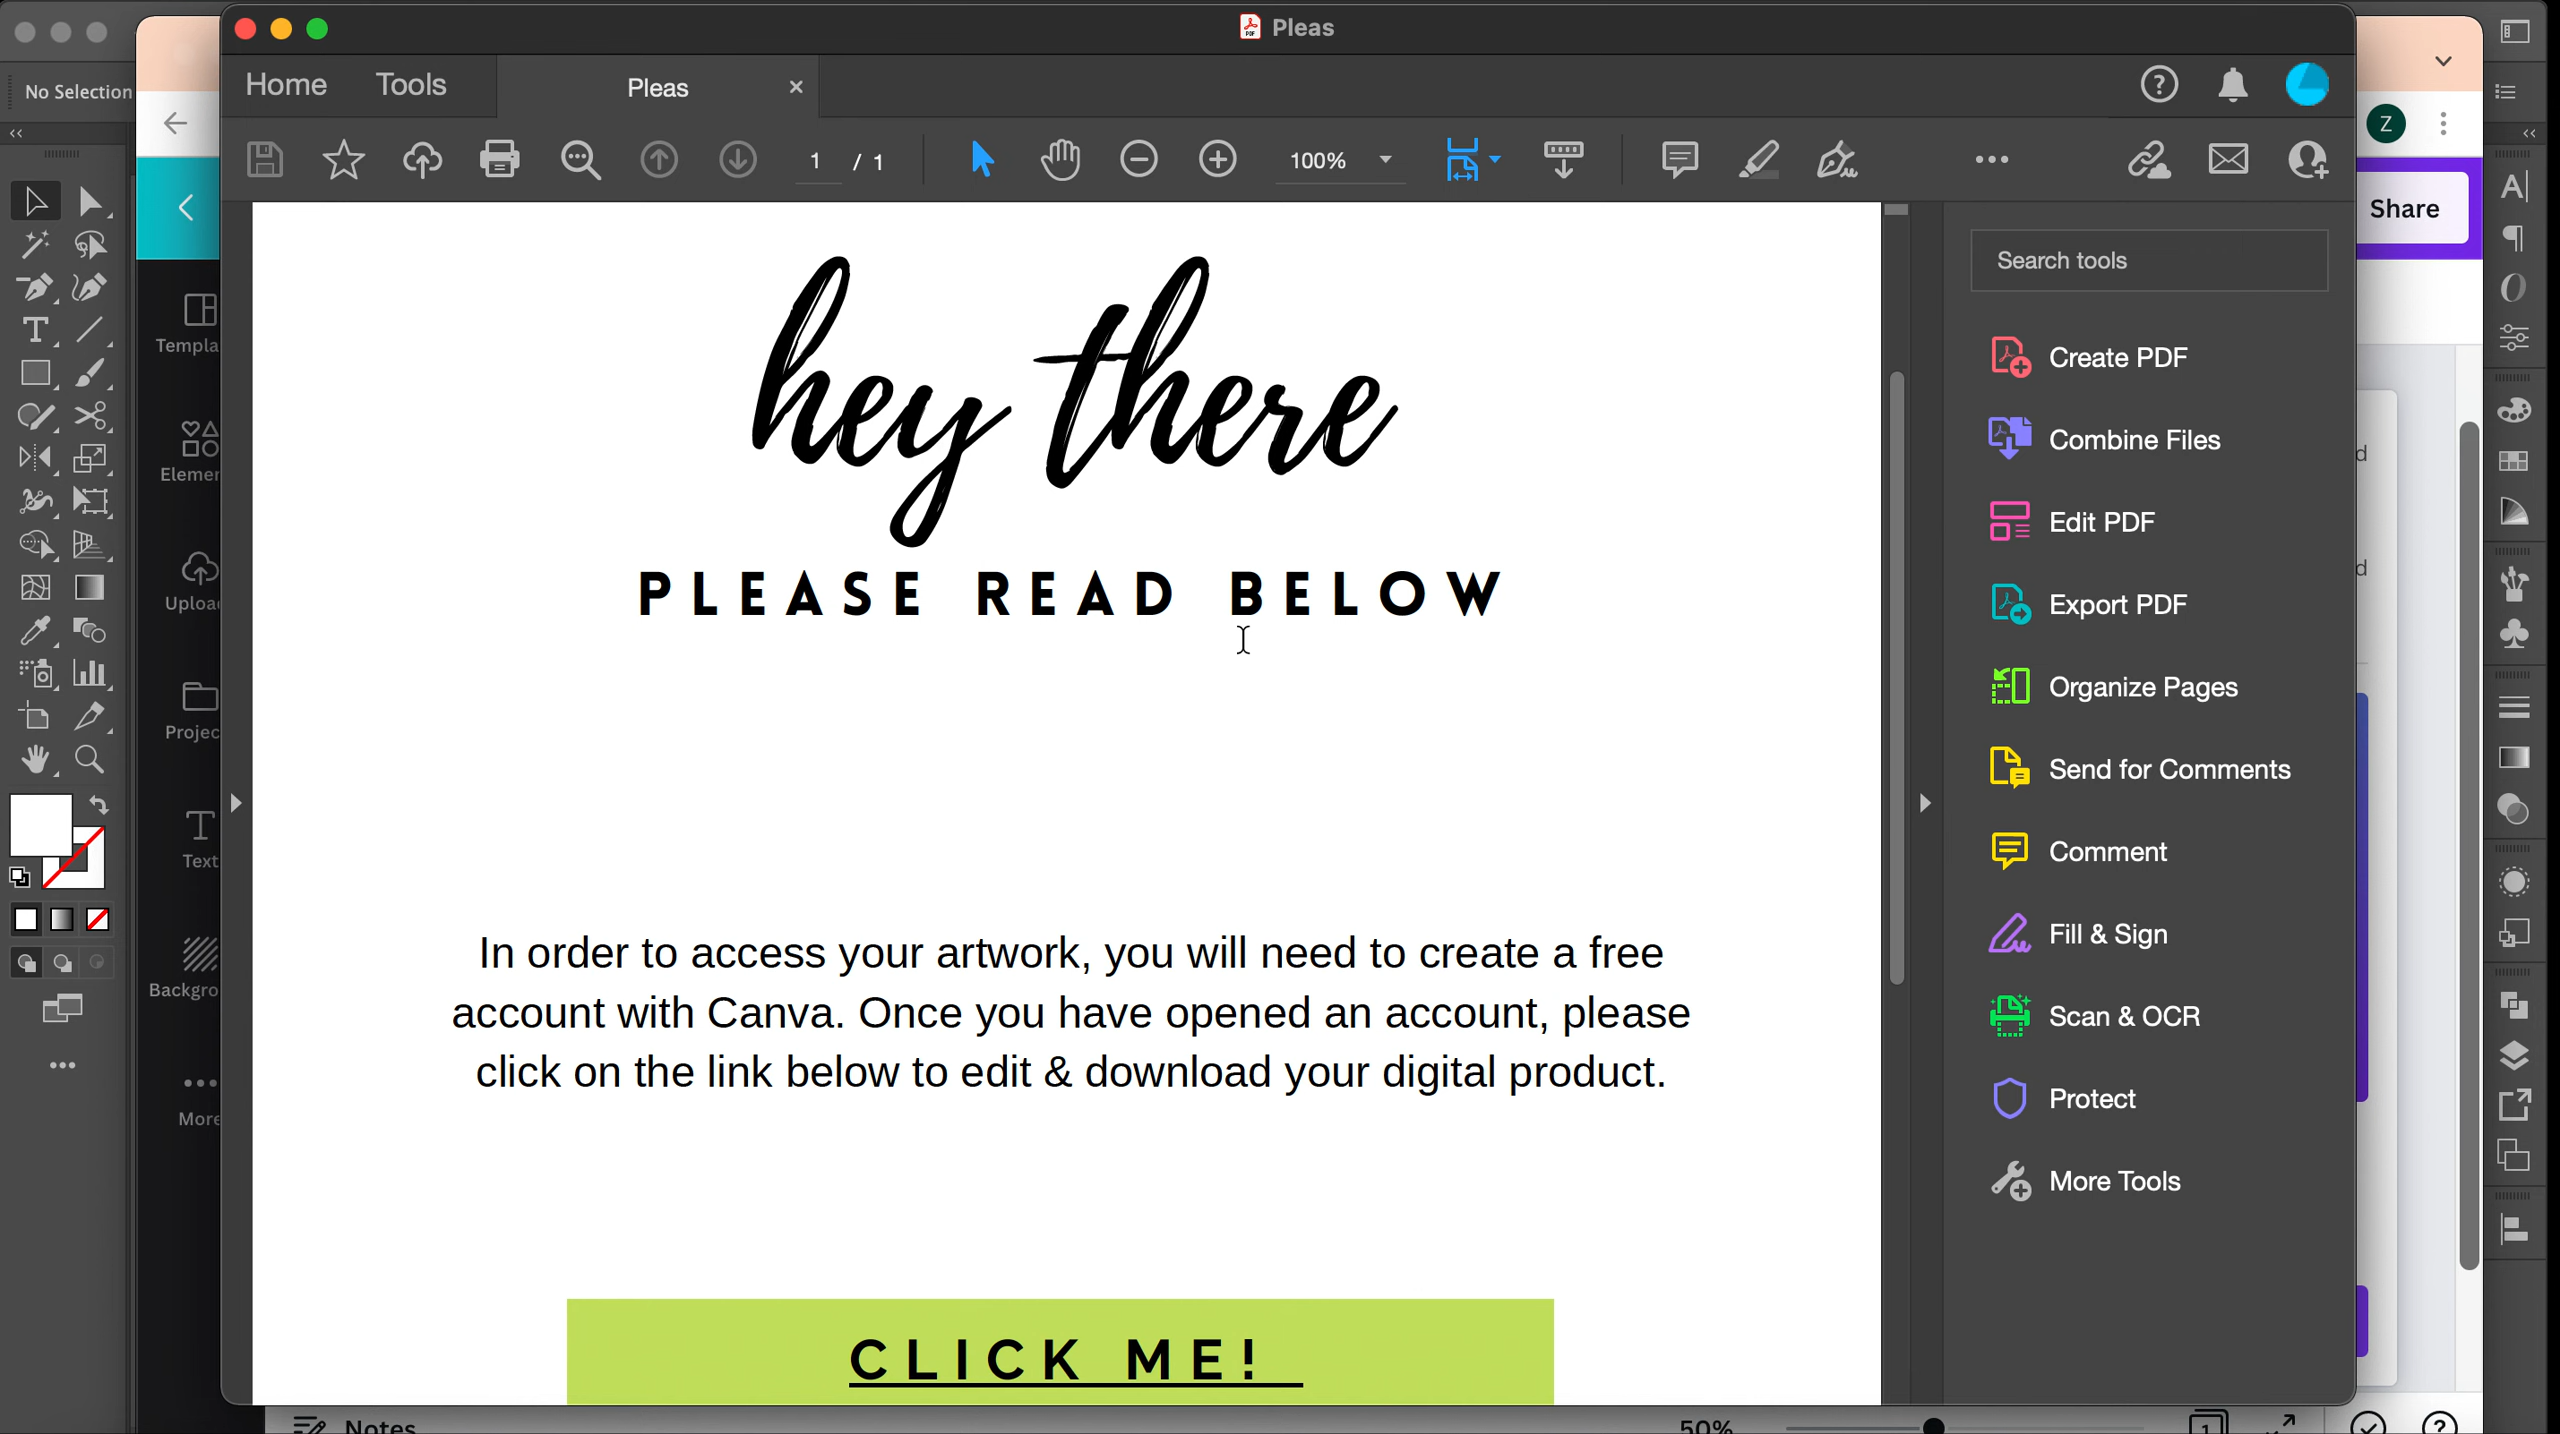 Pleas
Home
Tools
Pleas
No Selection
1 / 1
100%
Z
Share
Search tools
hey there
PLEASE READ BELOW
In order to access your artwork, you will need to create a free
account with Canva. Once you have opened an account, please
click on the link below to edit & download your digital product.
CLICK ME!
Create PDF
Combine Files
Edit PDF
Export PDF
Organize Pages
Send for Comments
Comment
Fill & Sign
Scan & OCR
Protect
More Tools
Templa
Elemen
Uploa
Projec
Text
Backgro
More
d
d
Notes
50%
1